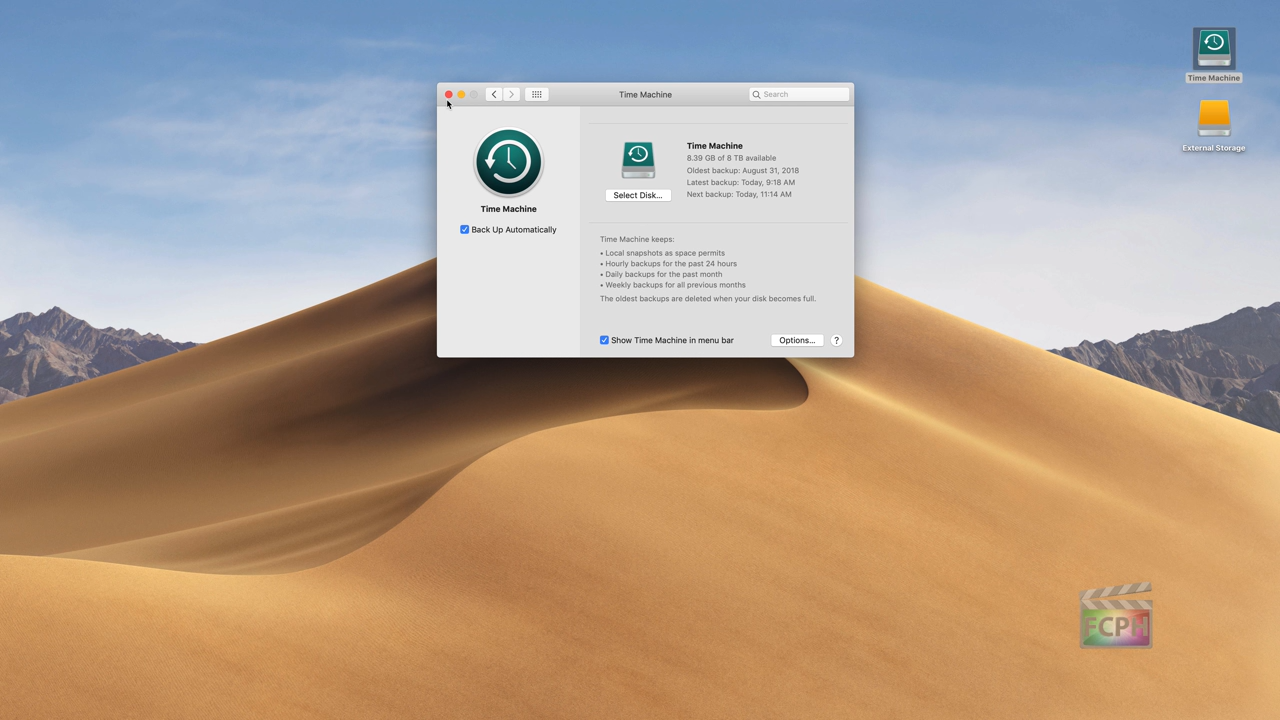 Time Machine
Search
Time Machine
Back Up Automatically
Select Disk...
Time Machine
8.39 GB of 8 TB available
Oldest backup: August 31, 2018
Latest backup: Today, 9:18 AM
Next backup: Today, 11:14 AM
Time Machine keeps:
• Local snapshots as space permits
• Hourly backups for the past 24 hours
• Daily backups for the past month
• Weekly backups for all previous months
The oldest backups are deleted when your disk becomes full.
Show Time Machine in menu bar
Options...
?
Time Machine
External Storage
FCPH